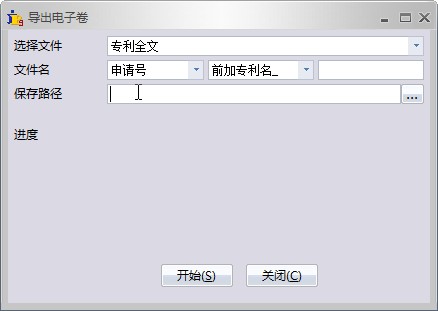 导出电子卷
选择文件 专利全文
文件名 申请号 前加专利名_
保存路径 ...
进度
开始(S) 关闭(C)